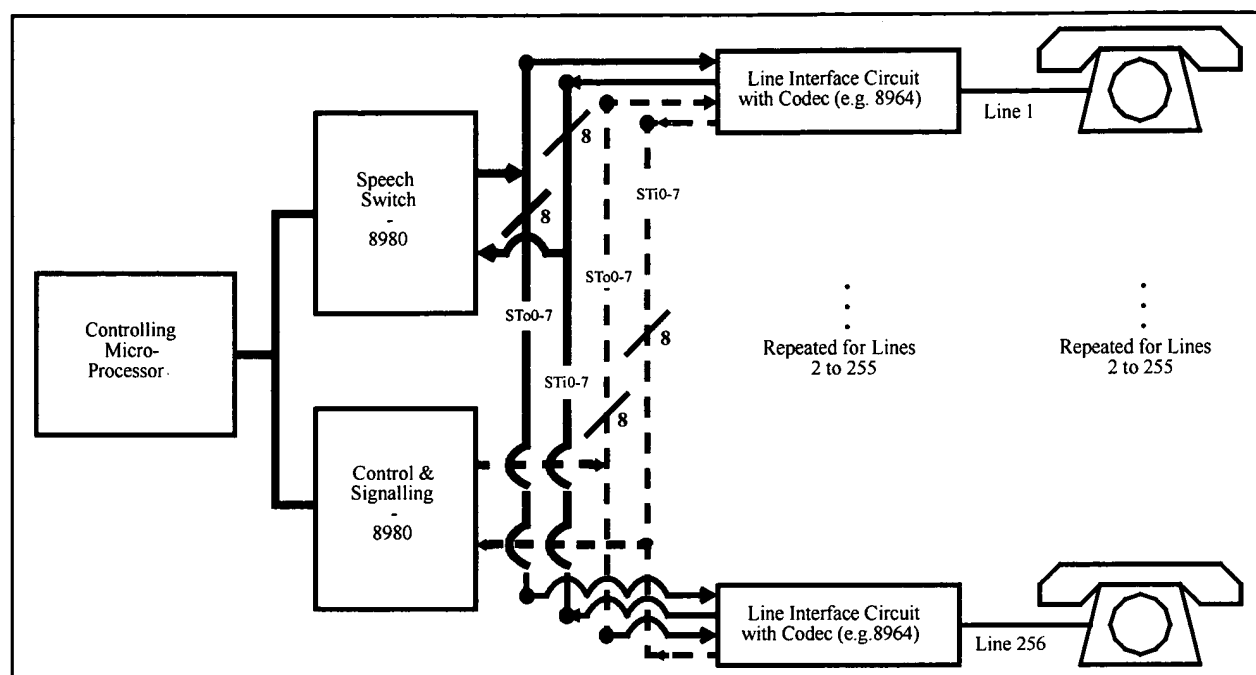 Line Interface Circuit
with Codec (e.g. 8964)
Line 1
8
Speech
Switch
-
8980
8
STi0-7
STo0-7
STo0-7
8
Controlling
Micro-
Processor
Repeated for Lines
2 to 255
Repeated for Lines
2 to 255
STi0-7
8
Control &
Signalling
-
8980
Line Interface Circuit
with Codec (e.g.8964)
Line 256